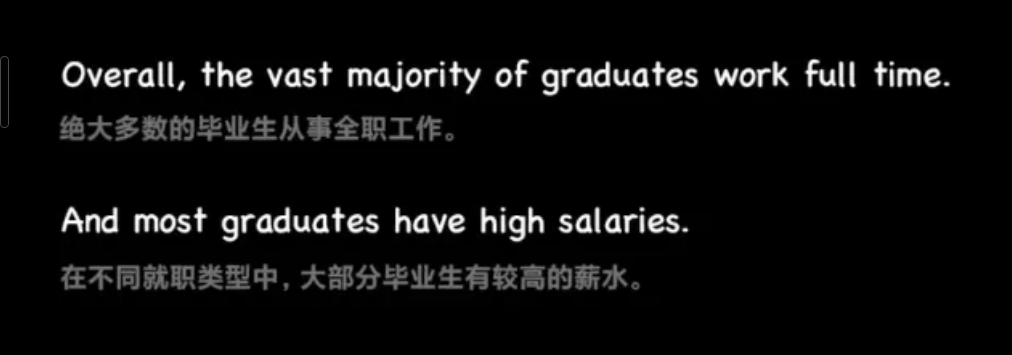 Overall, the vast majority of graduates work full time.
绝大多数的毕业生从事全职工作。
And most graduates have high salaries.
在不同就职类型中，大部分毕业生有较高的薪水。